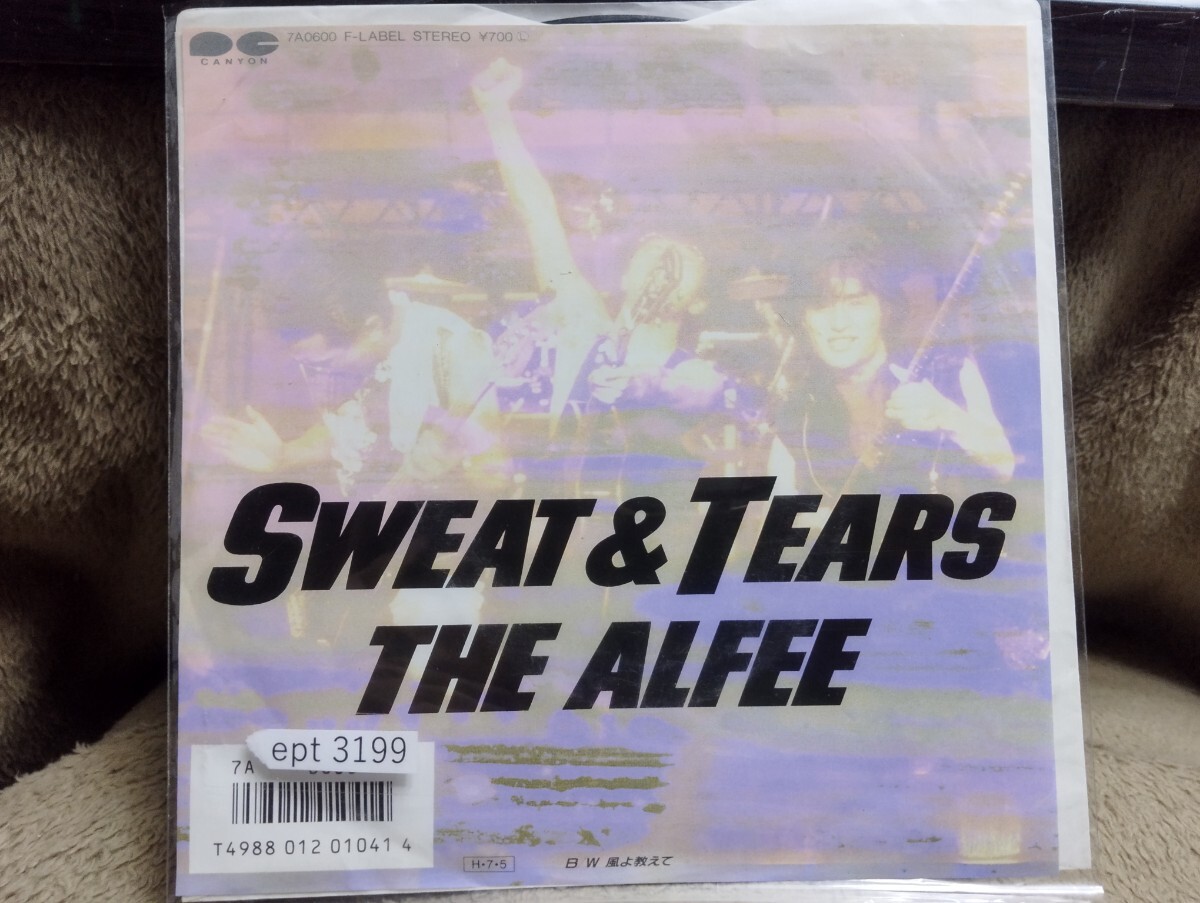 7A0600 F-LABEL STEREO ¥700 Ⓛ
CANYON
SWEAT & TEARS
THE ALFEE
ept 3199
7A
T4988 012 01041 4
H・7・5
B W 風よ教えて